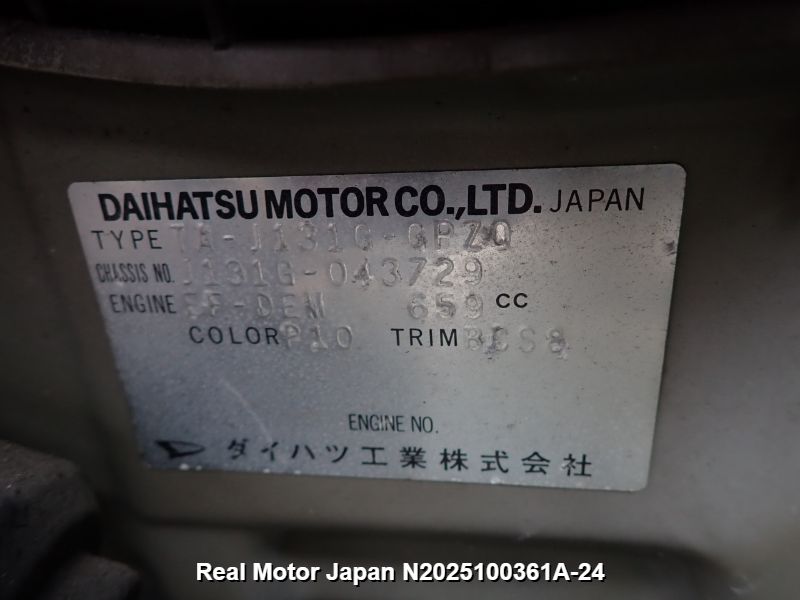 DAIHATSU MOTOR CO.,LTD. JAPAN
TYPE TA-J131G-GPZQ
CHASSIS NO. J131G-043729
ENGINE EF-DEM 659 CC
COLOR P10 TRIM
ENGINE NO.
ダイハツ工業株式会社
Real Motor Japan N2025100361A-24